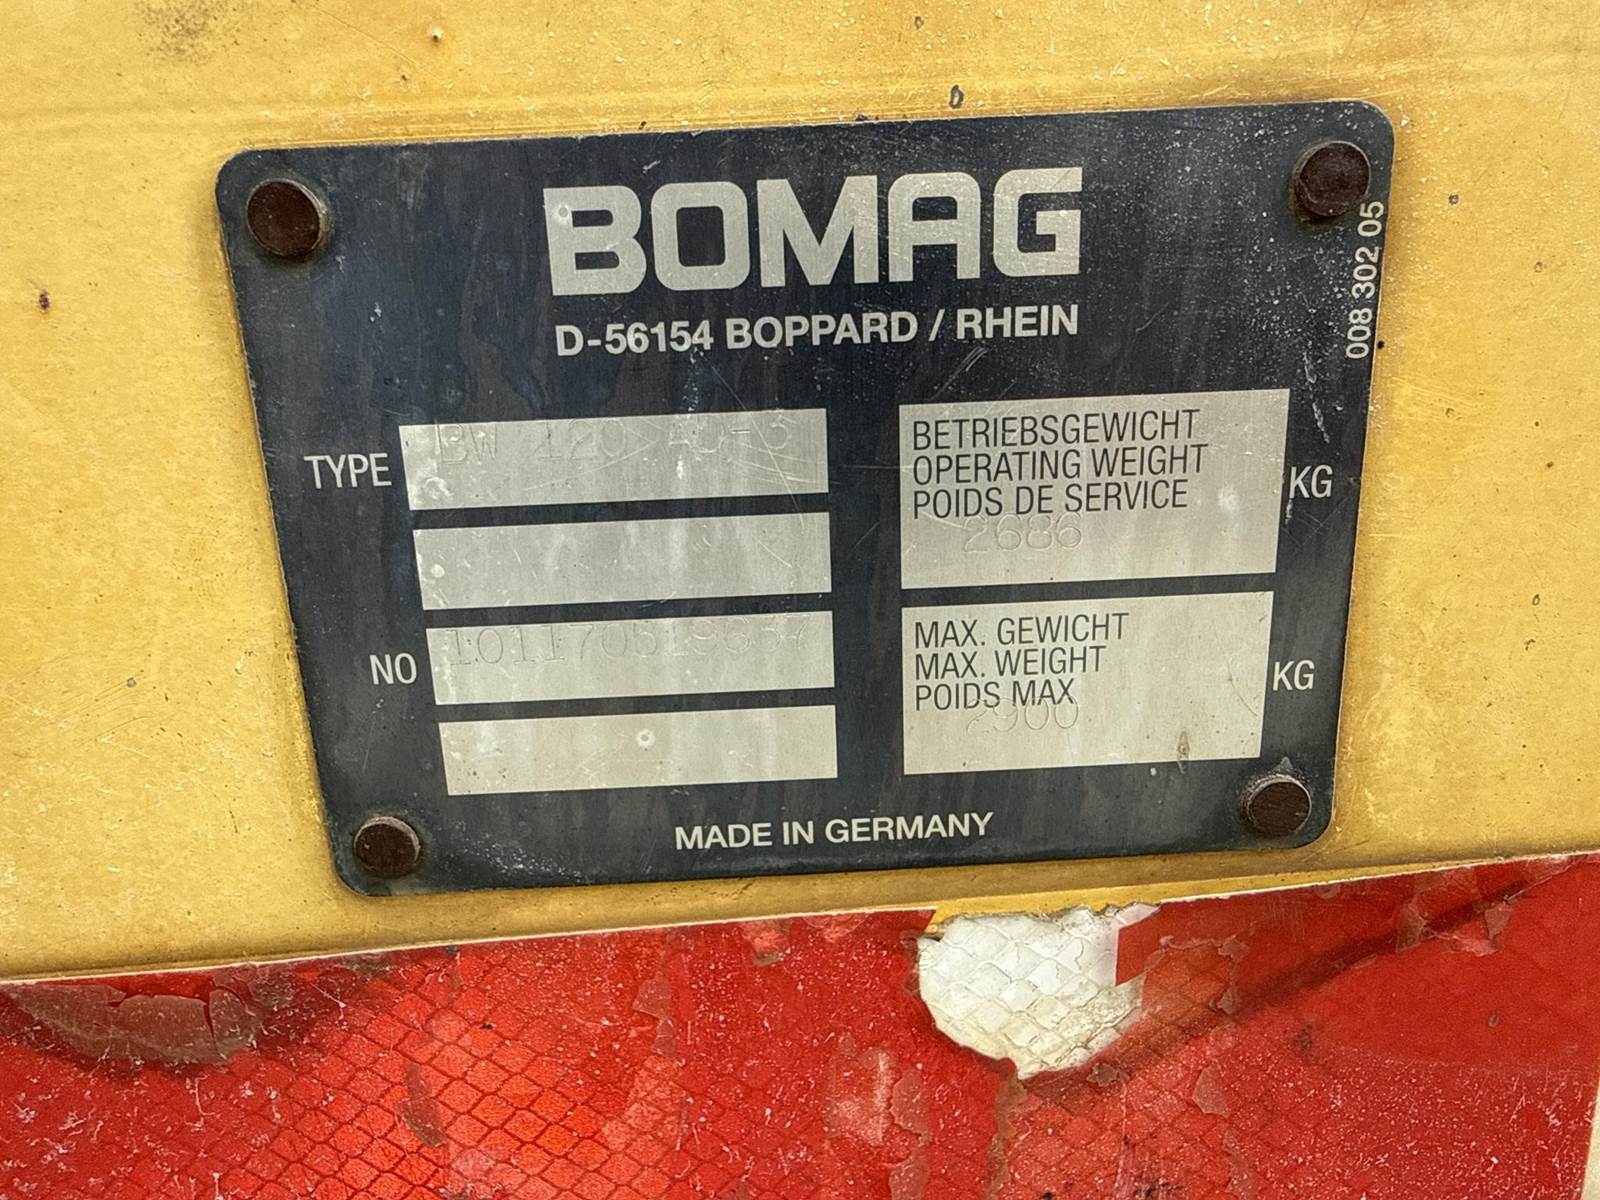 BOMAG
D-56154 BOPPARD / RHEIN
008 302 05
TYPE BW 120 AD-3
NO
BETRIEBSGEWICHT
OPERATING WEIGHT
POIDS DE SERVICE
2686
KG
MAX. GEWICHT
MAX. WEIGHT
POIDS MAX
2900
KG
MADE IN GERMANY